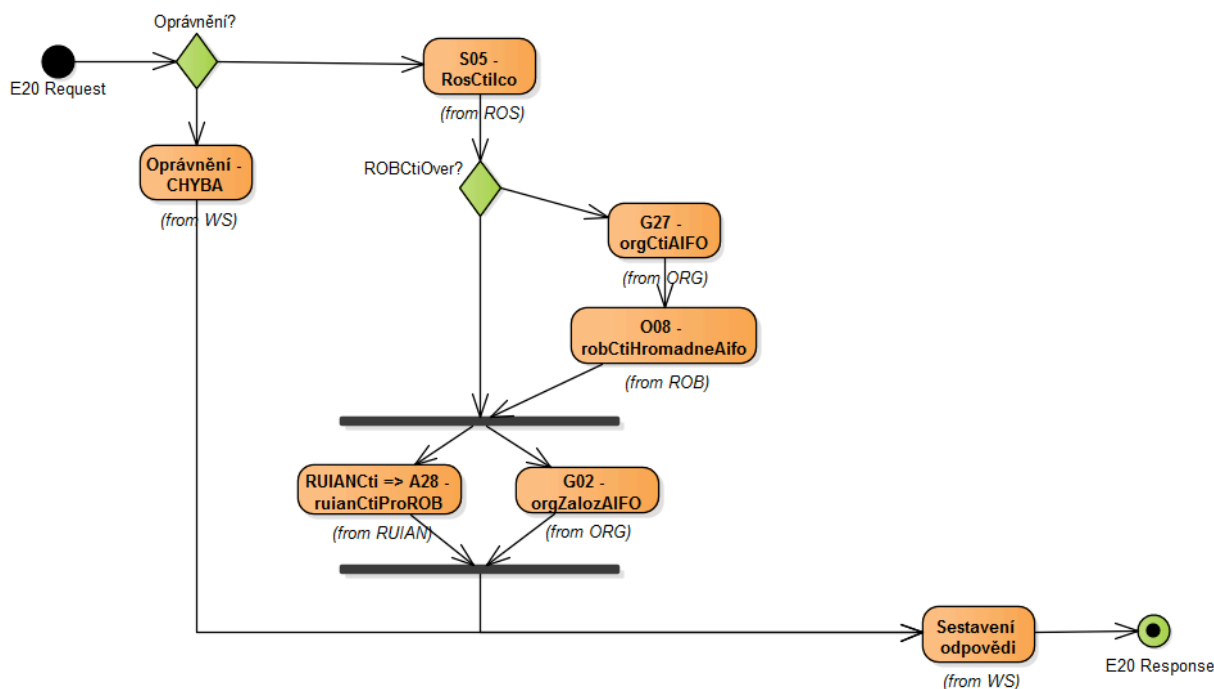 Oprávnění?
E20 Request
S05 -
RosCtiIco
(from ROS)
Oprávnění -
CHYBA
(from WS)
ROBCtiOver?
G27 -
orgCtiAIFO
(from ORG)
O08 -
robCtiHromadneAifo
(from ROB)
RUIANCti => A28 -
ruianCtiProROB
(from RUIAN)
G02 -
orgZalozAIFO
(from ORG)
Sestavení
odpovědi
(from WS)
E20 Response